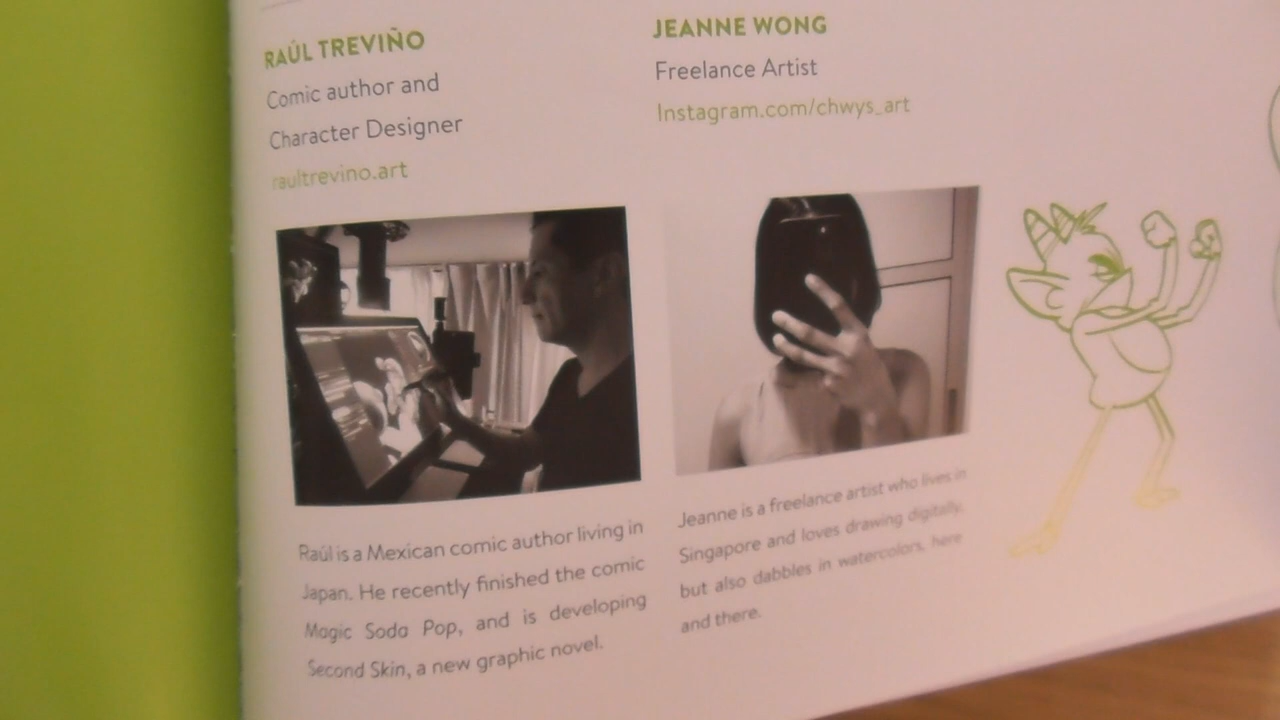 RAÚL TREVIÑO
Comic author and
Character Designer
raultrevino.art
Raúl is a Mexican comic author living in
Japan. He recently finished the comic
Magic Soda Pop, and is developing
Second Skin, a new graphic novel.
JEANNE WONG
Freelance Artist
Instagram.com/chwys_art
Jeanne is a freelance artist who lives in
Singapore and loves drawing digitally,
but also dabbles in watercolors, here
and there.